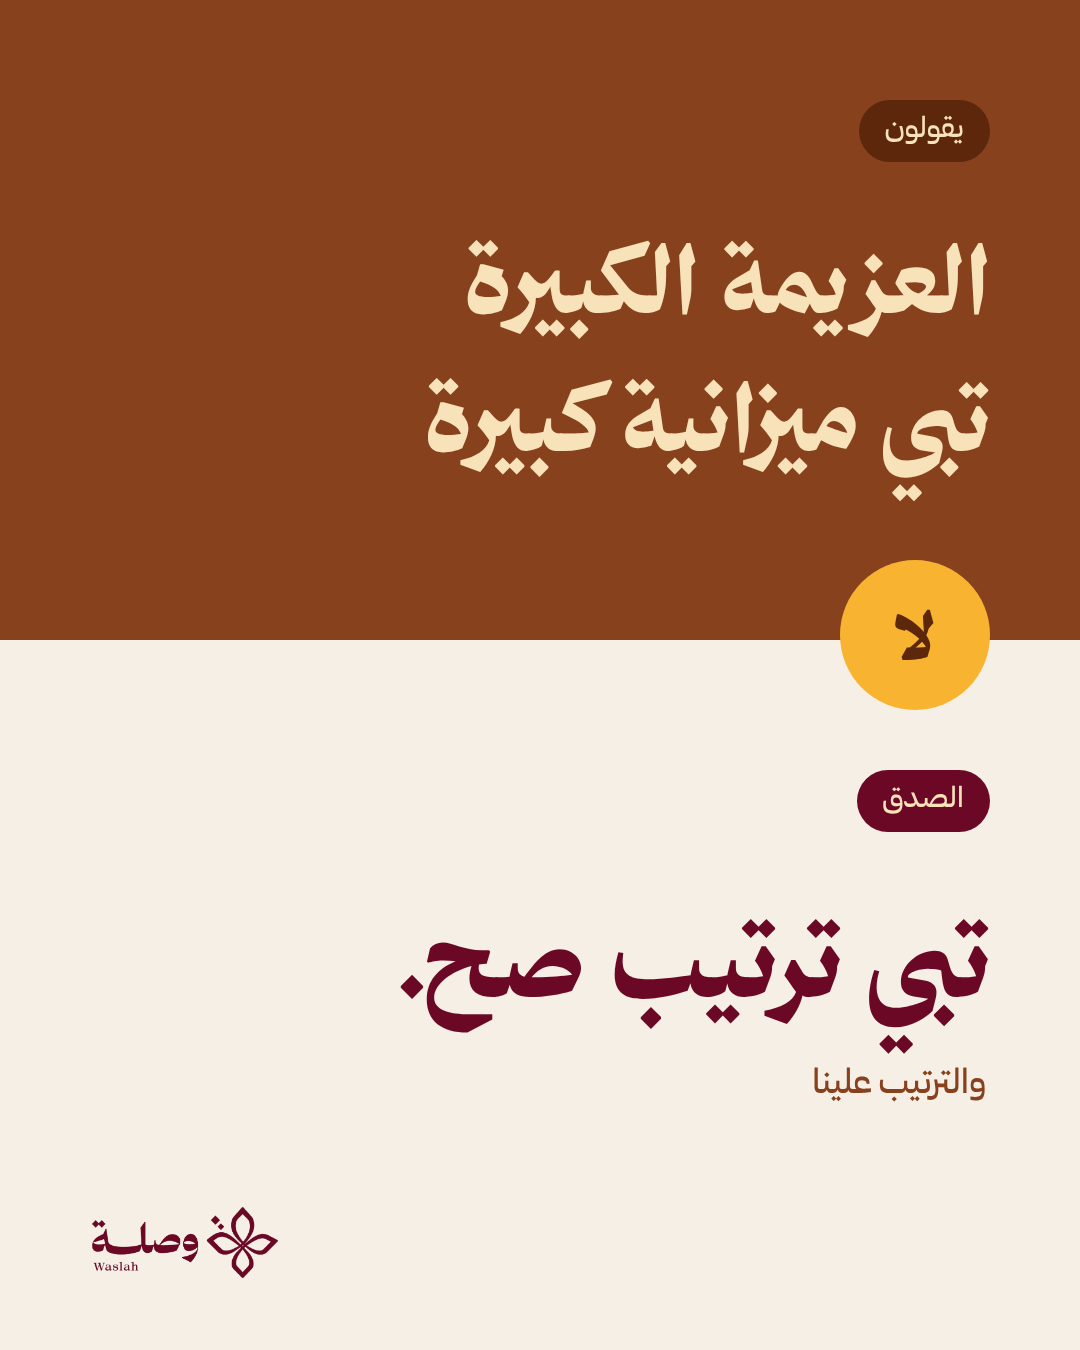 يقولون
العزيمة الكبيرة
تبي ميزانية كبيرة
لا
الصدق
تبي ترتيب صح.
والترتيب علينا
وصلة
Waslah